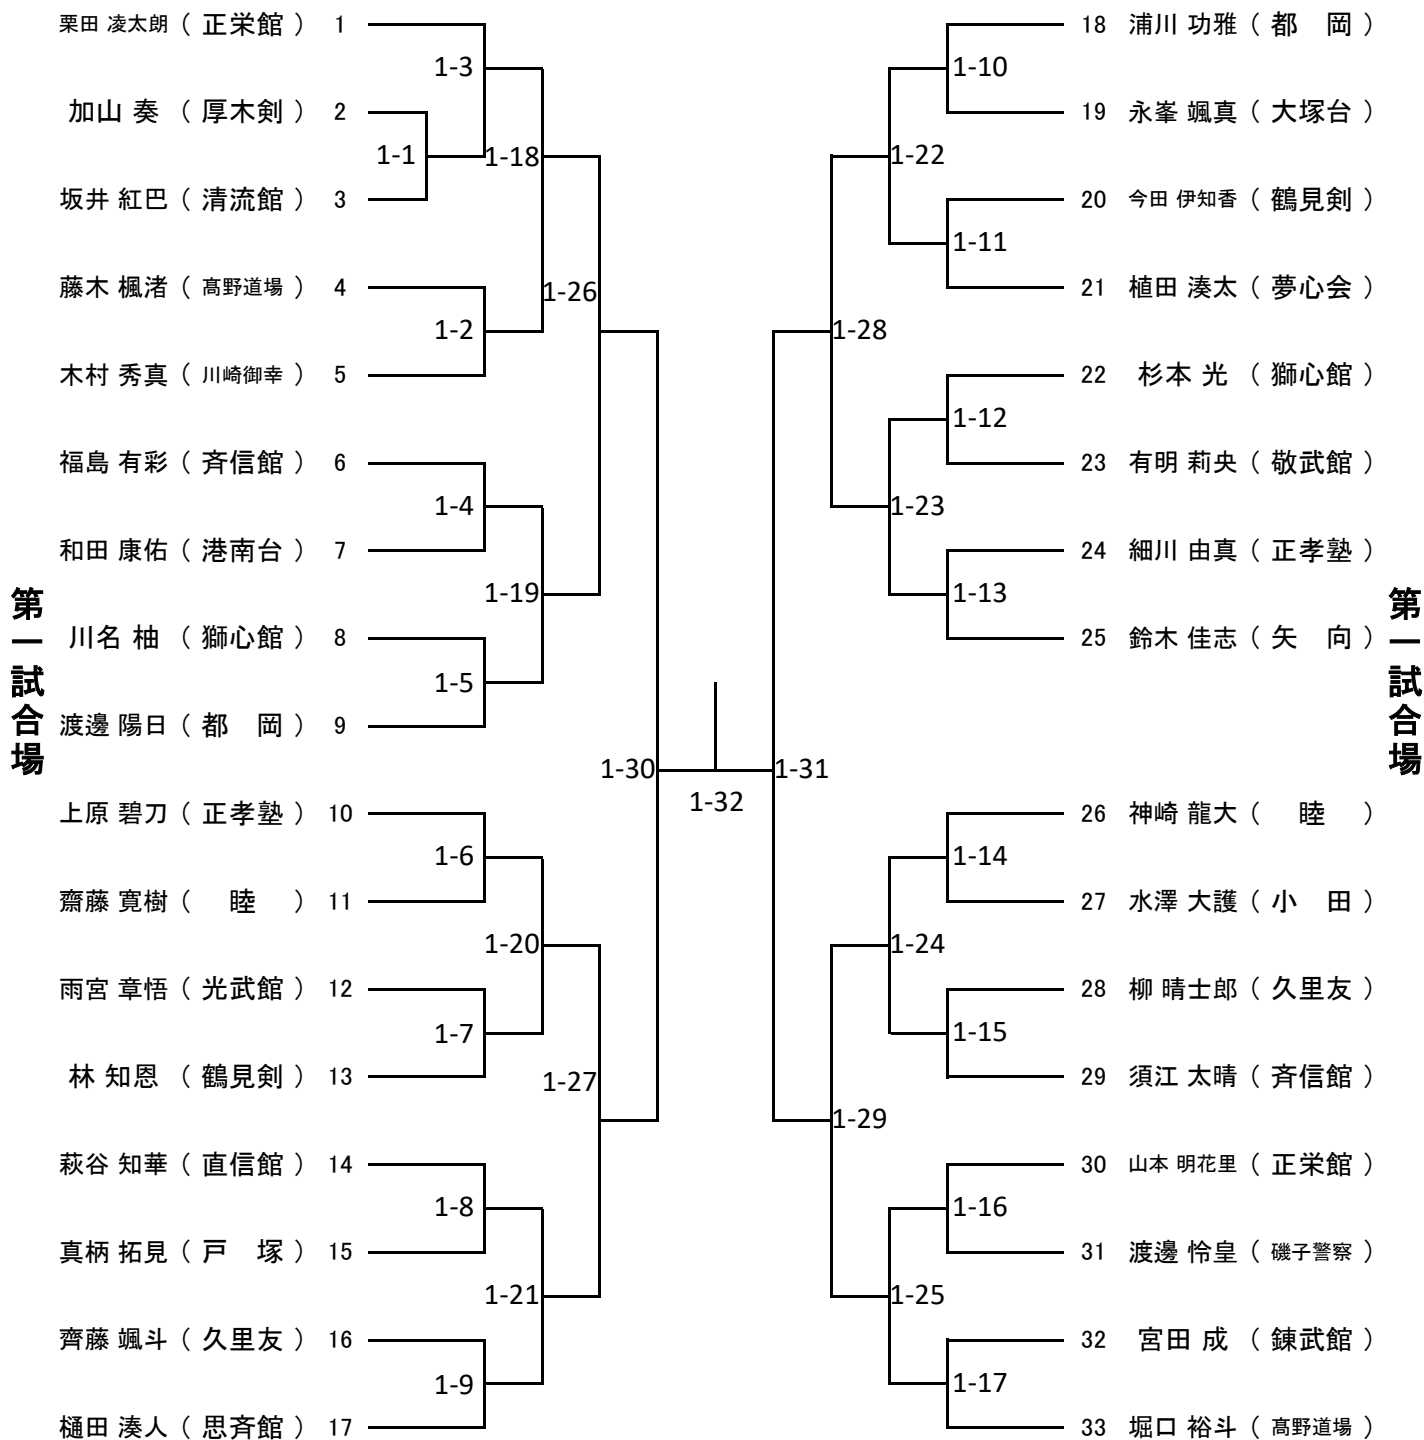 第一試合場
栗田 凌太朗 （ 正栄館 ） 1
加山 奏 （ 厚木剣 ） 2
坂井 紅巴 （ 清流館 ） 3
藤木 楓渚 （ 髙野道場 ） 4
木村 秀真 （ 川崎御幸 ） 5
福島 有彩 （ 斉信館 ） 6
和田 康佑 （ 港南台 ） 7
川名 柚 （ 獅心館 ） 8
渡邊 陽日 （ 都　岡 ） 9
上原 碧刀 （ 正孝塾 ） 10
齋藤 寛樹 （ 睦 ） 11
雨宮 章悟 （ 光武館 ） 12
林 知恩 （ 鶴見剣 ） 13
萩谷 知華 （ 直信館 ） 14
真柄 拓見 （ 戸　塚 ） 15
齊藤 颯斗 （ 久里友 ） 16
樋田 湊人 （ 思斉館 ） 17
1-3
1-1
1-18
1-2
1-26
1-4
1-19
1-5
1-30
1-6
1-20
1-7
1-27
1-8
1-21
1-9
1-32
1-10
1-22
1-11
1-28
1-12
1-23
1-13
1-31
1-14
1-24
1-15
1-29
1-16
1-25
1-17
18 浦川 功雅 （ 都　岡 ）
19 永峯 颯真 （ 大塚台 ）
20 今田 伊知香 （ 鶴見剣 ）
21 植田 湊太 （ 夢心会 ）
22 杉本 光 （ 獅心館 ）
23 有明 莉央 （ 敬武館 ）
24 細川 由真 （ 正孝塾 ）
25 鈴木 佳志 （ 矢　向 ）
26 神崎 龍大 （ 睦 ）
27 水澤 大護 （ 小　田 ）
28 柳 晴士郎 （ 久里友 ）
29 須江 太晴 （ 斉信館 ）
30 山本 明花里 （ 正栄館 ）
31 渡邊 怜皇 （ 磯子警察 ）
32 宮田 成 （ 錬武館 ）
33 堀口 裕斗 （ 髙野道場 ）
第一試合場